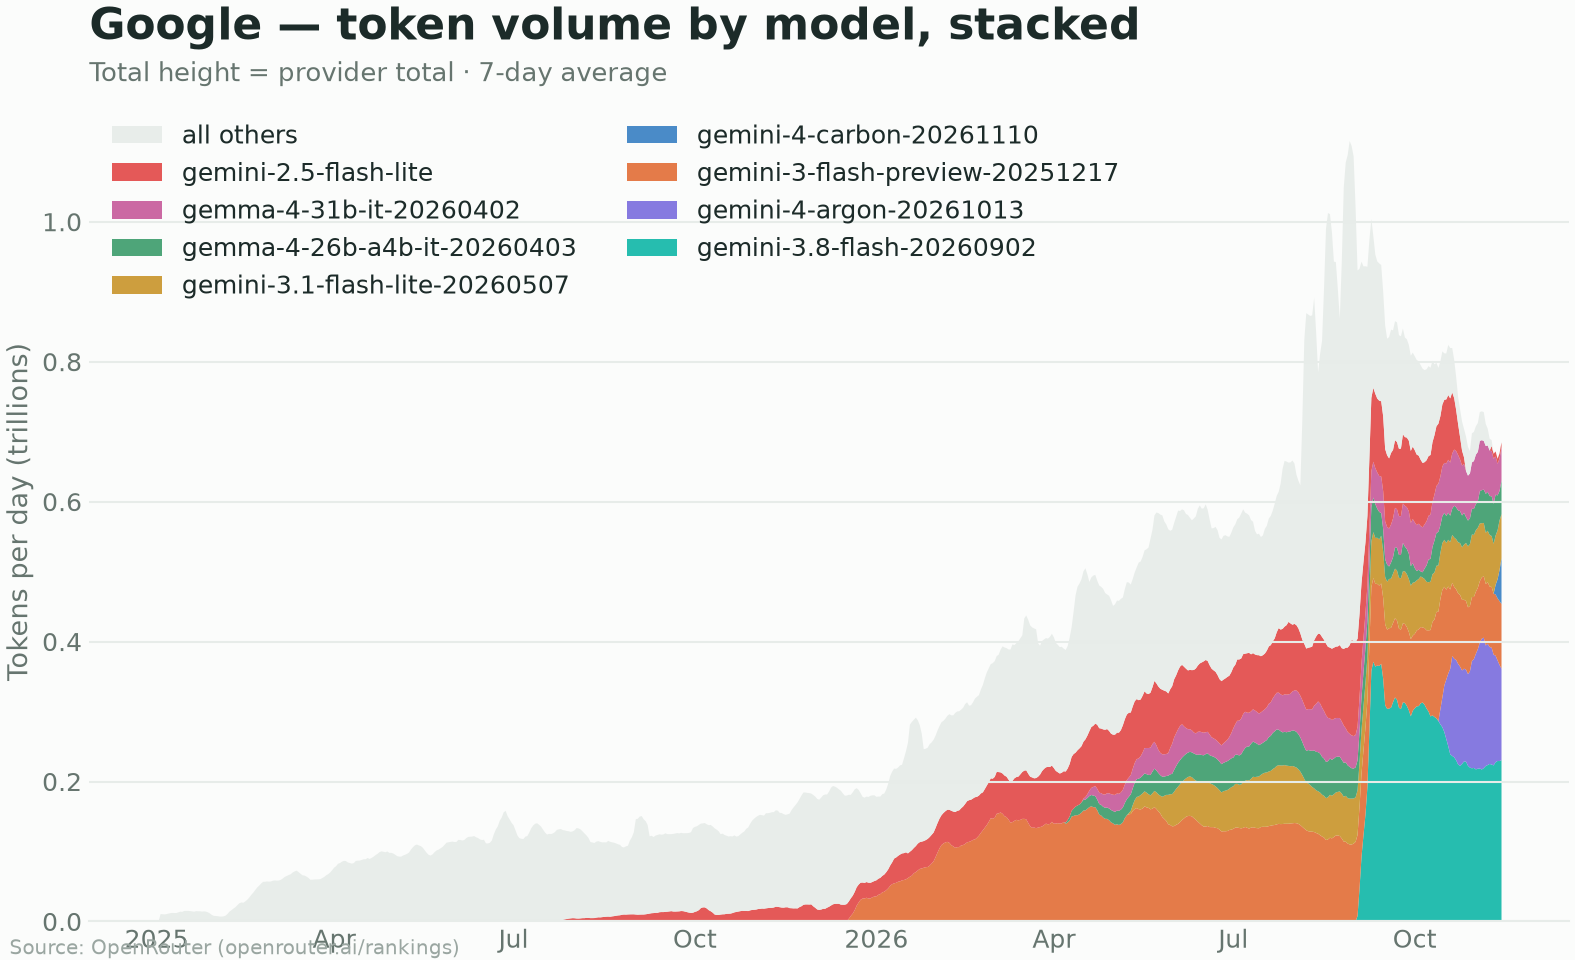 Google — token volume by model, stacked
Total height = provider total · 7-day average
all others
gemini-2.5-flash-lite
gemma-4-31b-it-20260402
gemma-4-26b-a4b-it-20260403
gemini-3.1-flash-lite-20260507
gemini-4-carbon-20261110
gemini-3-flash-preview-20251217
gemini-4-argon-20261013
gemini-3.8-flash-20260902
Tokens per day (trillions)
1.0
0.8
0.6
0.4
0.2
0.0
2025 Apr Jul Oct 2026 Apr Jul Oct
Source: OpenRouter (openrouter.ai/rankings)